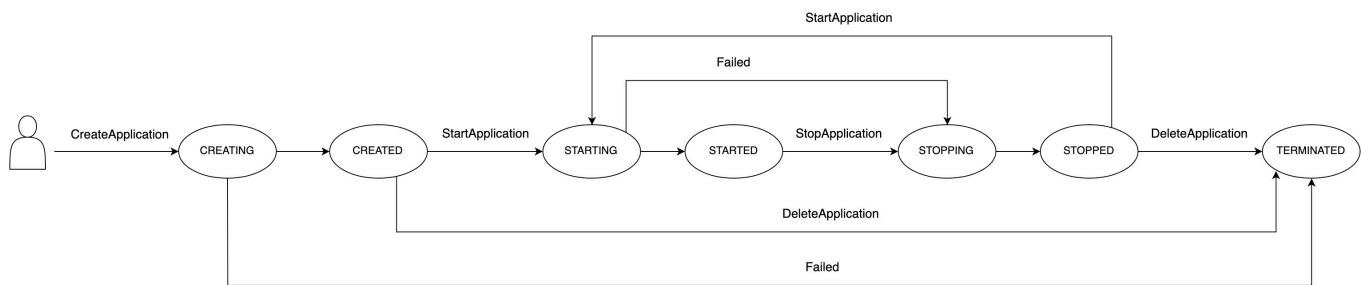 StartApplication
Failed
CreateApplication
StartApplication
StopApplication
DeleteApplication
CREATING
CREATED
STARTING
STARTED
STOPPING
STOPPED
TERMINATED
DeleteApplication
Failed